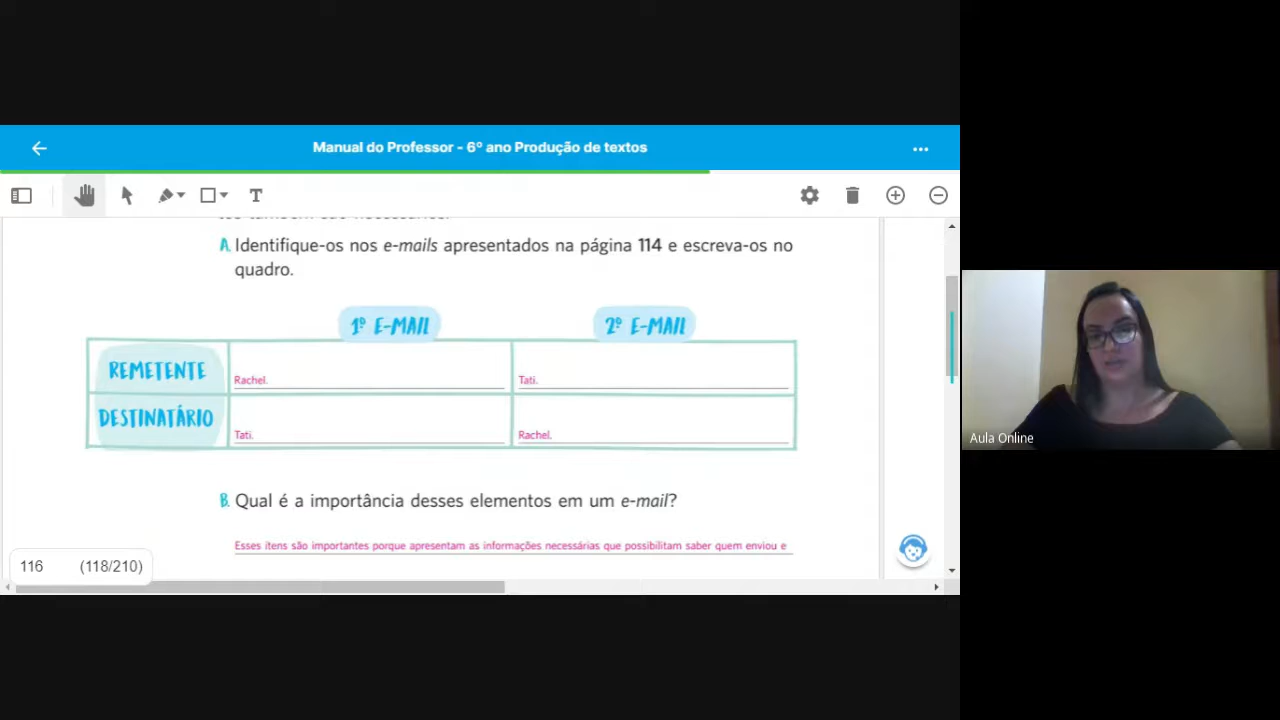 Manual do Professor - 6º ano Produção de textos
...
T
A. Identifique-os nos e-mails apresentados na página 114 e escreva-os no
quadro.
1º E-MAIL 2º E-MAIL
REMETENTE Rachel. Tati.
DESTINATÁRIO Tati. Rachel.
B. Qual é a importância desses elementos em um e-mail?
Esses itens são importantes porque apresentam as informações necessárias que possibilitam saber quem enviou e
116 (118/210)
Aula Online